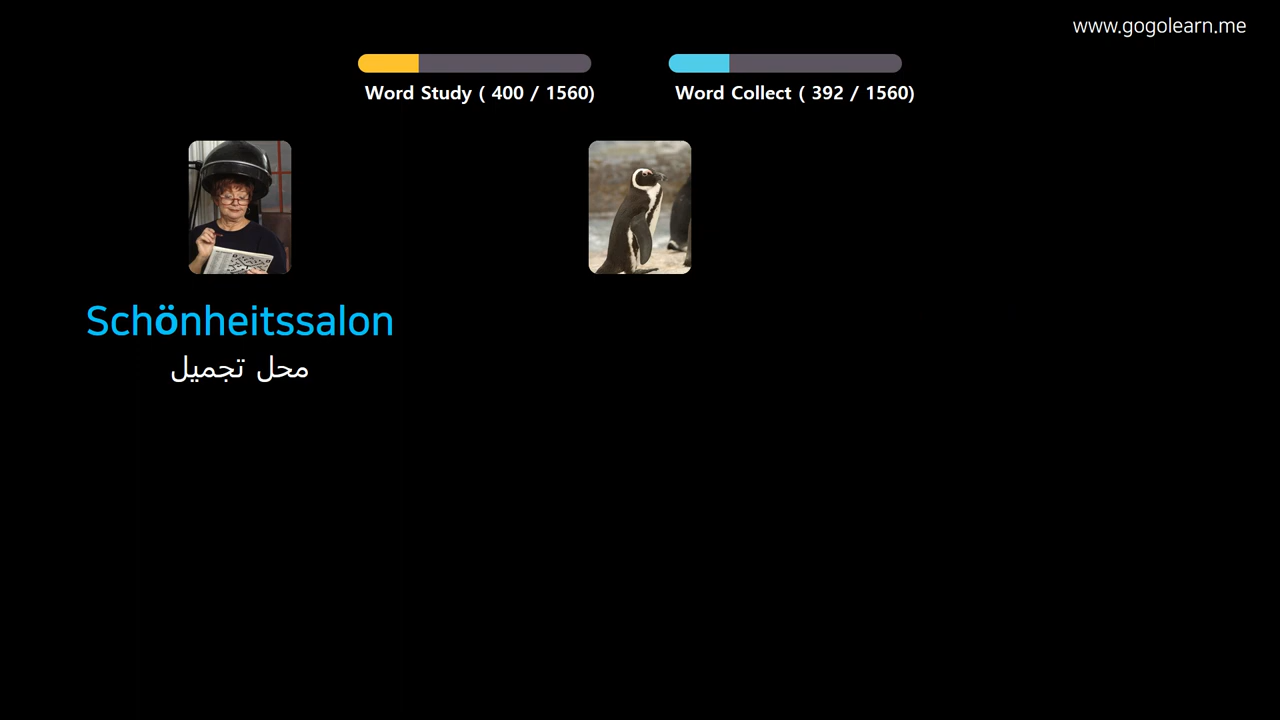 www.gogolearn.me
Word Study ( 400 / 1560)
Word Collect ( 392 / 1560)
Schönheitssalon
محل تجميل